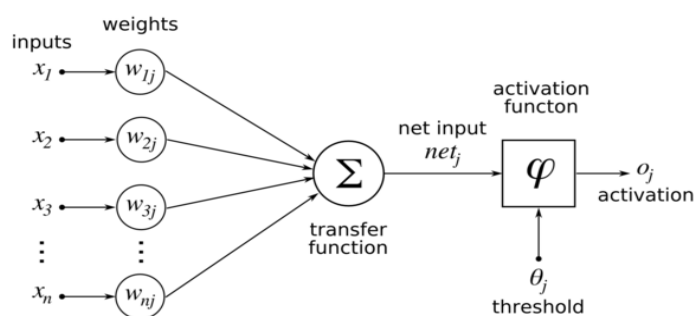 weights
inputs
x₁ w₁ⱼ
activation
functon
x₂ w₂ⱼ
net input
netⱼ
Σ φ oⱼ
activation
x₃ w₃ⱼ
transfer
function
⋮ ⋮
θⱼ
threshold
xₙ wₙⱼ